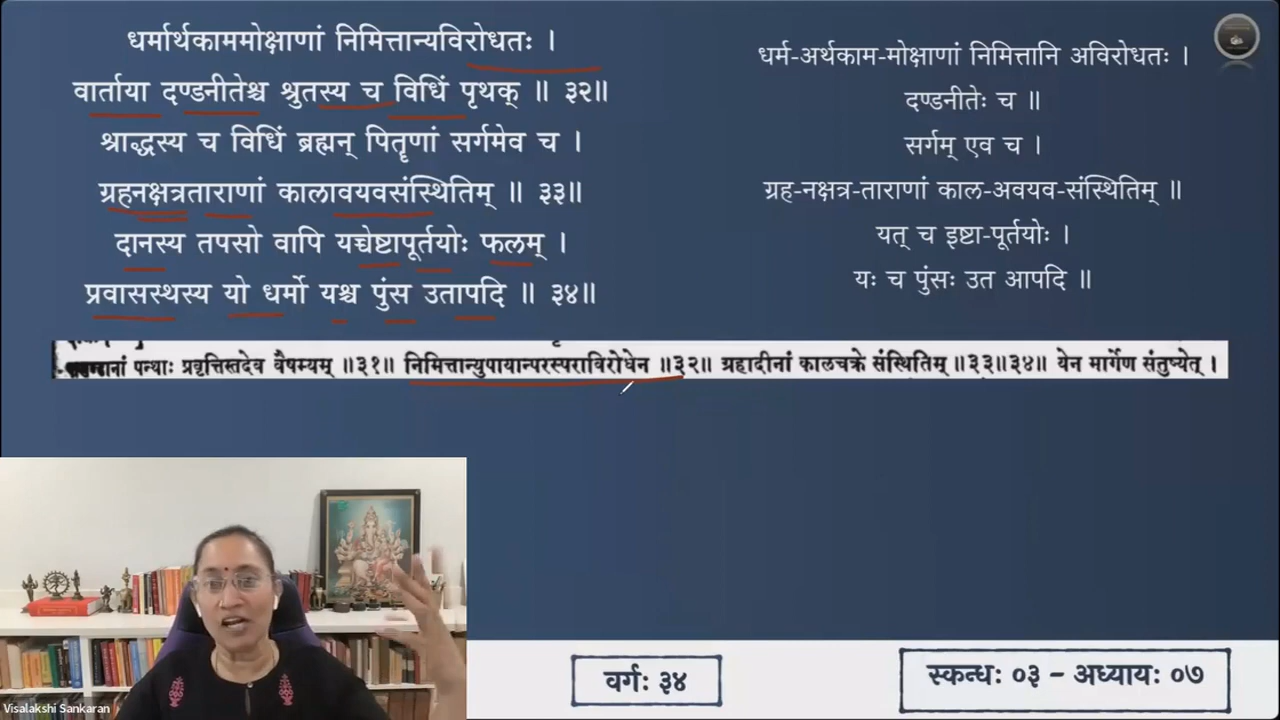 धर्मार्थकाममोक्षाणां निमित्तान्यविरोधतः ।
वार्ताया दण्डनीतेश्च श्रुतस्य च विधिं पृथक् ॥ ३२॥
श्राद्धस्य च विधिं ब्रह्मन् पितॄणां सर्गमेव च ।
ग्रहनक्षत्रताराणां कालावयवसंस्थितिम् ॥ ३३॥
दानस्य तपसो वापि यच्चेष्टापूर्तयोः फलम् ।
प्रवासस्थस्य यो धर्मो यश्च पुंस उतापदि ॥ ३४॥
धर्म-अर्थकाम-मोक्षाणां निमित्तानि अविरोधतः ।
दण्डनीतेः च ॥
सर्गम् एव च ।
ग्रह-नक्षत्र-ताराणां काल-अवयव-संस्थितिम् ॥
यत् च इष्टा-पूर्तयोः ।
यः च पुंसः उत आपदि ॥
पन्थाः प्रवृत्तिस्तदेव वैषम्यम् ॥३१॥ निमित्तान्युपायान्परस्पराविरोधेन ॥३२॥ ग्रहादीनां कालचक्रे संस्थितिम् ॥३३॥३४॥ येन मार्गेण संतुष्येत् ।
Visalakshi Sankaran
वर्गः ३४
स्कन्धः ०३ – अध्यायः ०७